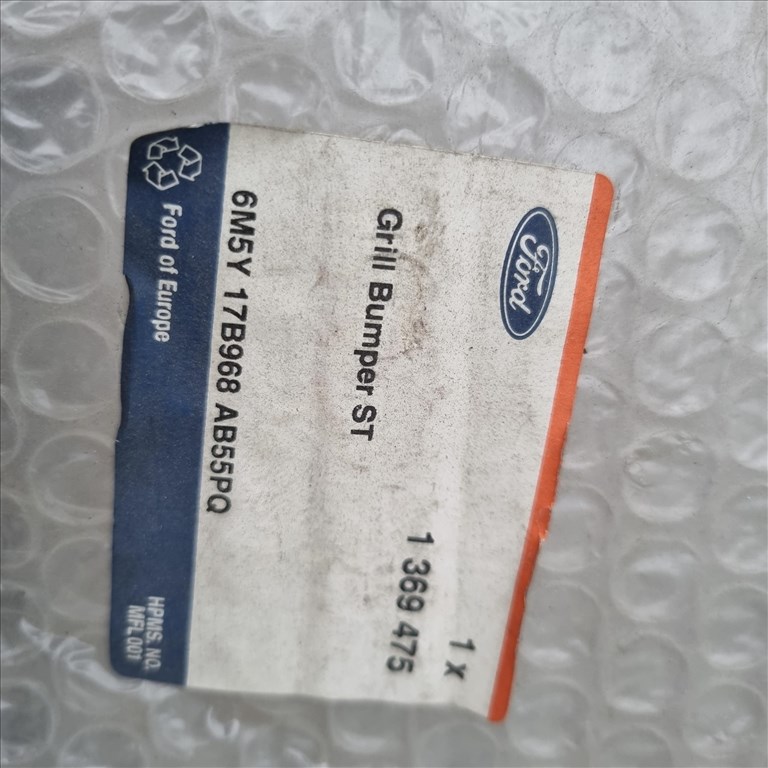 Ford
1 x
1 369 475
Grill Bumper ST
6M5Y 17B968 AB55PQ
Ford of Europe
HPMS. NO.
MFL001